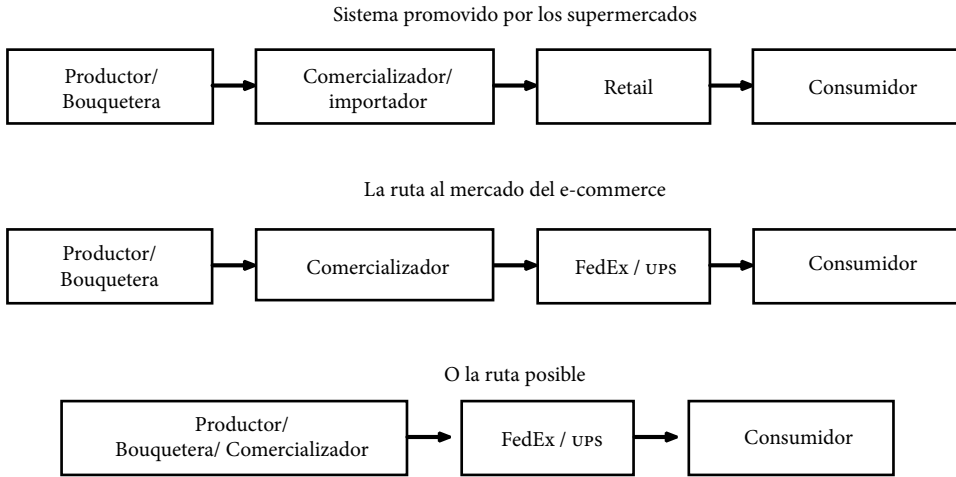 Sistema promovido por los supermercados
Productor/
Bouquetera
Comercializador/
importador
Retail
Consumidor
La ruta al mercado del e-commerce
Productor/
Bouquetera
Comercializador
FedEx / UPS
Consumidor
O la ruta posible
Productor/
Bouquetera/ Comercializador
FedEx / UPS
Consumidor